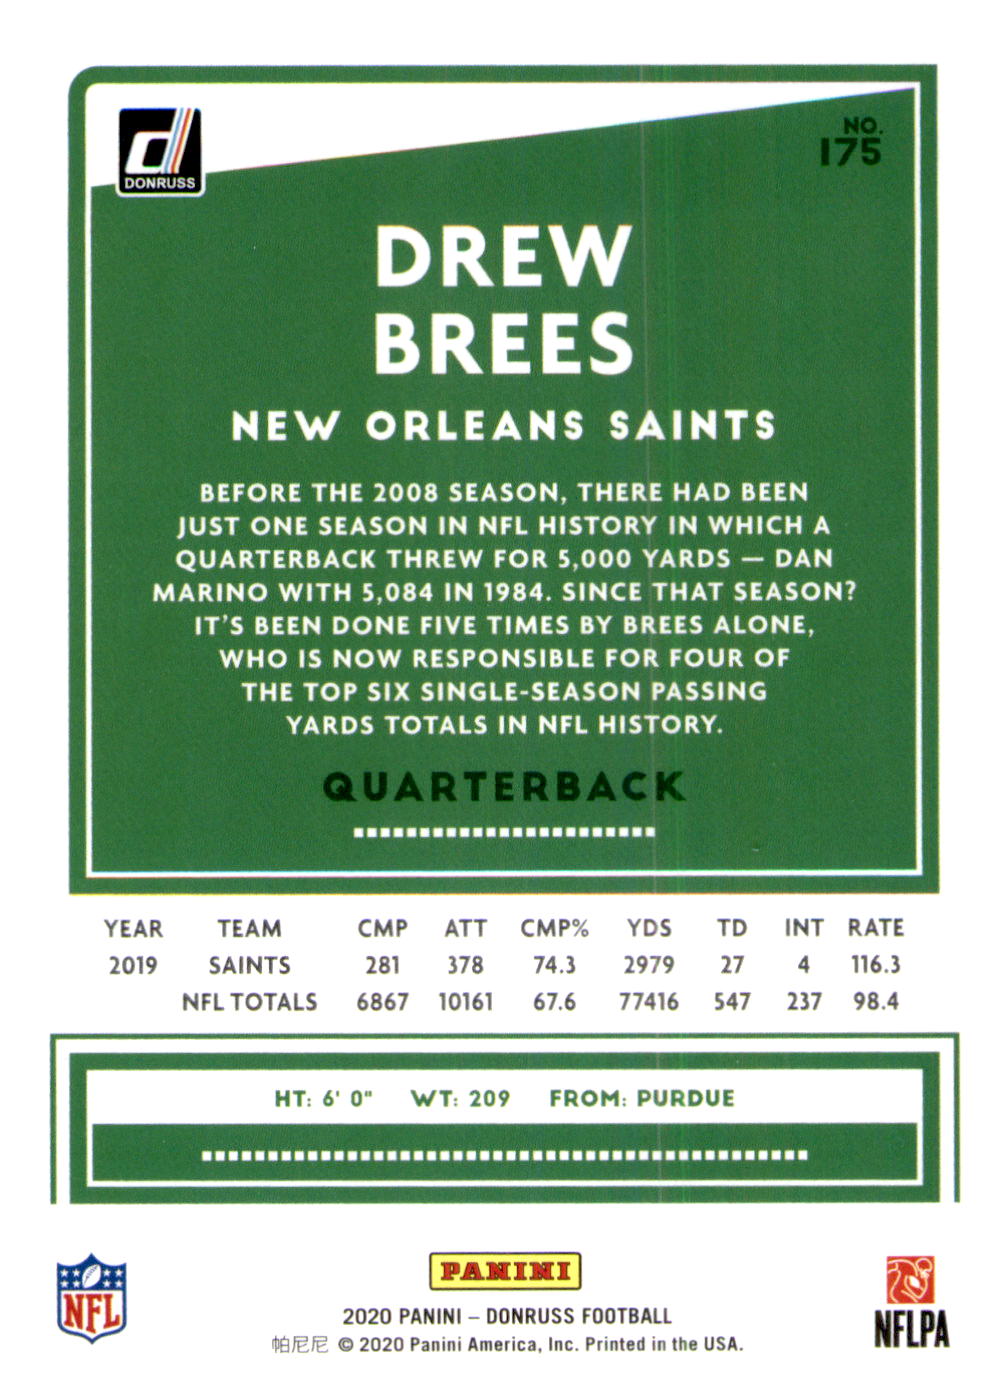 DONRUSS
NO.
175
DREW
BREES
NEW ORLEANS SAINTS
BEFORE THE 2008 SEASON, THERE HAD BEEN
JUST ONE SEASON IN NFL HISTORY IN WHICH A
QUARTERBACK THREW FOR 5,000 YARDS — DAN
MARINO WITH 5,084 IN 1984. SINCE THAT SEASON?
IT'S BEEN DONE FIVE TIMES BY BREES ALONE,
WHO IS NOW RESPONSIBLE FOR FOUR OF
THE TOP SIX SINGLE-SEASON PASSING
YARDS TOTALS IN NFL HISTORY.
QUARTERBACK
YEAR TEAM CMP ATT CMP% YDS TD INT RATE
2019 SAINTS 281 378 74.3 2979 27 4 116.3
NFL TOTALS 6867 10161 67.6 77416 547 237 98.4
HT: 6' 0" WT: 209 FROM: PURDUE
NFL
PANINI
NFLPA
2020 PANINI – DONRUSS FOOTBALL
帕尼尼 © 2020 Panini America, Inc. Printed in the USA.